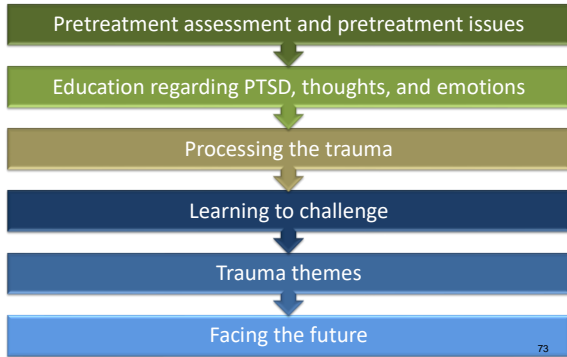 Pretreatment assessment and pretreatment issues
Education regarding PTSD, thoughts, and emotions
Processing the trauma
Learning to challenge
Trauma themes
Facing the future
73